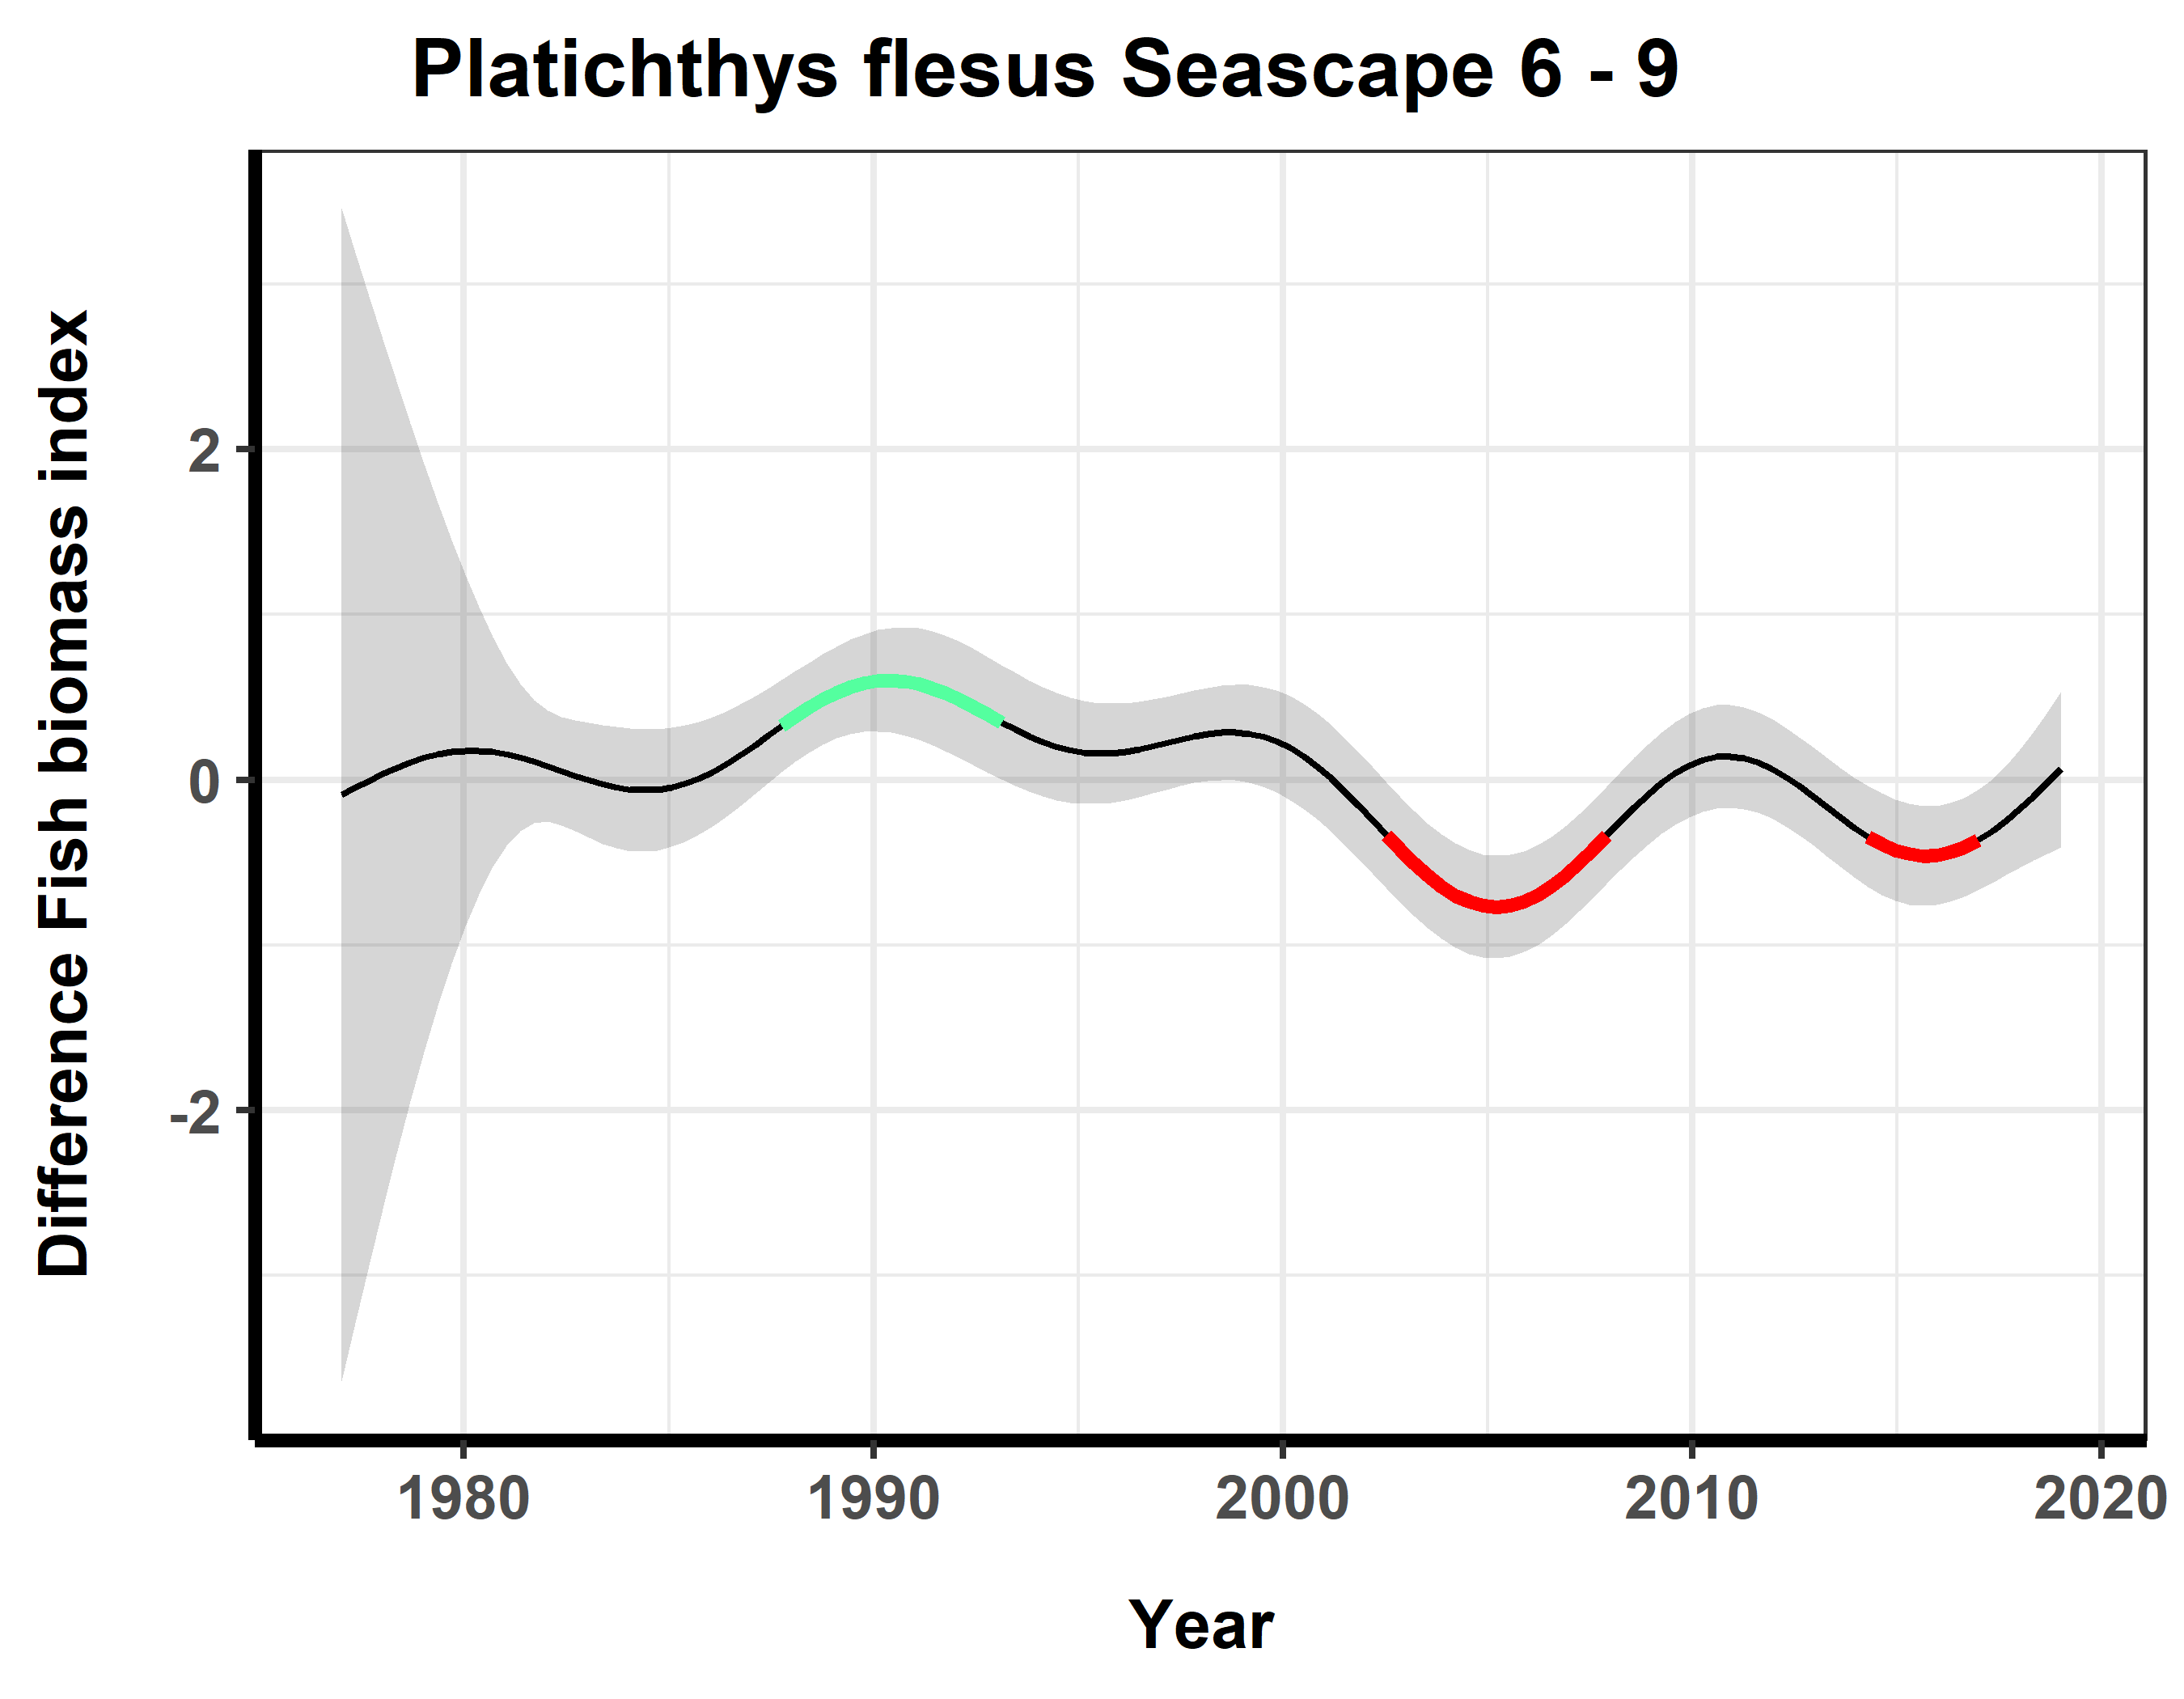 Platichthys flesus Seascape 6 - 9
Difference Fish biomass index
2
0
-2
1980 1990 2000 2010 2020
Year